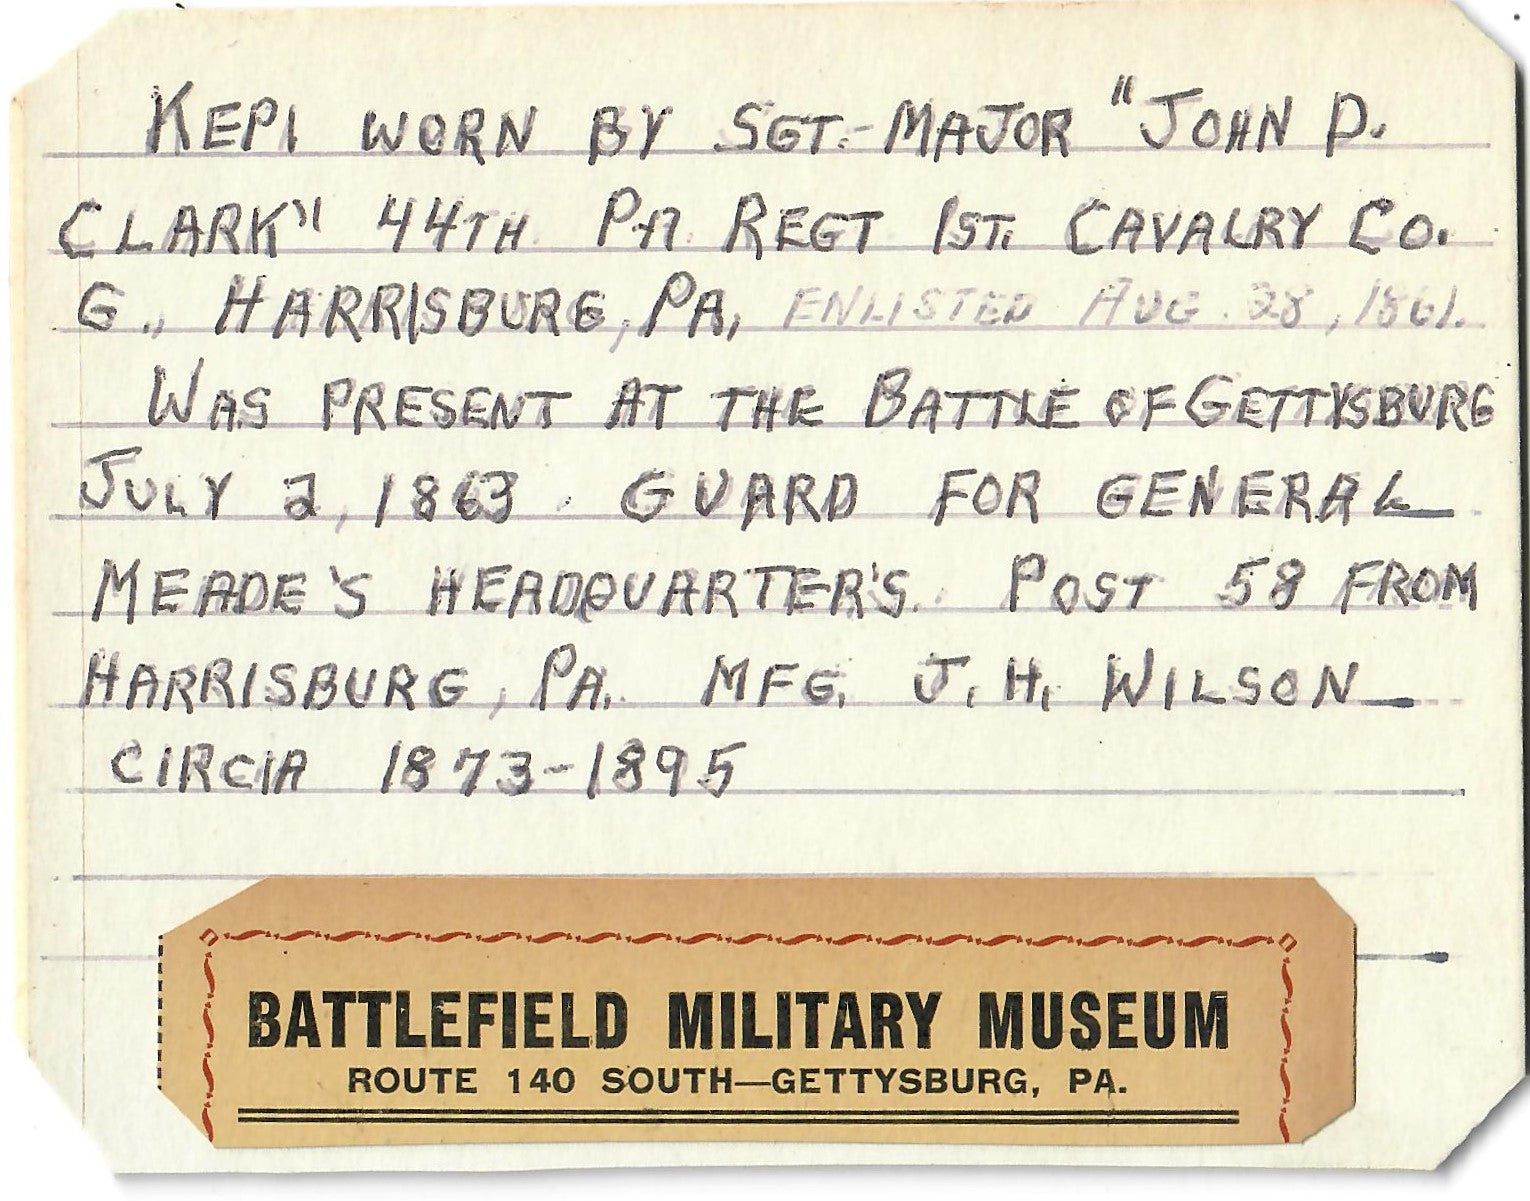 KEPI WORN BY SGT.-MAJOR "JOHN D.
CLARK" 44TH PA REGT 1ST. CAVALRY CO.
G., HARRISBURG, PA, ENLISTED AUG. 28, 1861.
WAS PRESENT AT THE BATTLE OF GETTYSBURG
JULY 2, 1863. GUARD FOR GENERAL
MEADE'S HEADQUARTER'S. POST 58 FROM
HARRISBURG, PA. MFG. J.H. WILSON
CIRCIA 1873-1895
BATTLEFIELD MILITARY MUSEUM
ROUTE 140 SOUTH—GETTYSBURG, PA.